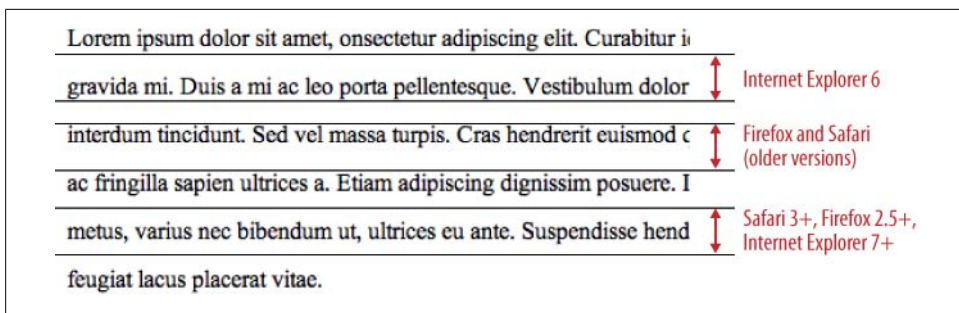 Lorem ipsum dolor sit amet, onsectetur adipiscing elit. Curabitur
gravida mi. Duis a mi ac leo porta pellentesque. Vestibulum dolor
Internet Explorer 6
interdum tincidunt. Sed vel massa turpis. Cras hendrerit euismod
Firefox and Safari
(older versions)
ac fringilla sapien ultrices a. Etiam adipiscing dignissim posuere.
metus, varius nec bibendum ut, ultrices eu ante. Suspendisse hend
Safari 3+, Firefox 2.5+,
Internet Explorer 7+
feugiat lacus placerat vitae.